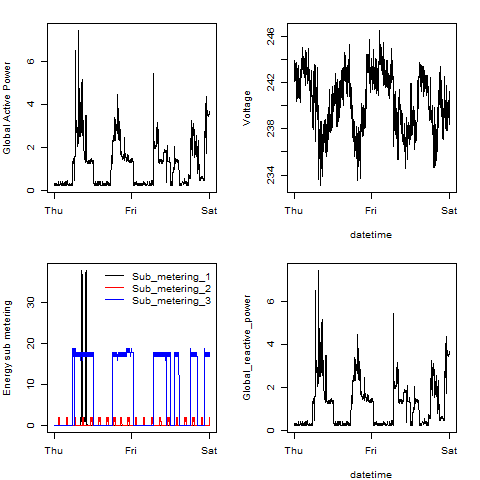 Global Active Power
0 2 4 6
Thu Fri Sat
Voltage
234 238 242 246
Thu Fri Sat
datetime
Energy sub metering
0 10 20 30
Sub_metering_1
Sub_metering_2
Sub_metering_3
Thu Fri Sat
Global_reactive_power
0 2 4 6
Thu Fri Sat
datetime